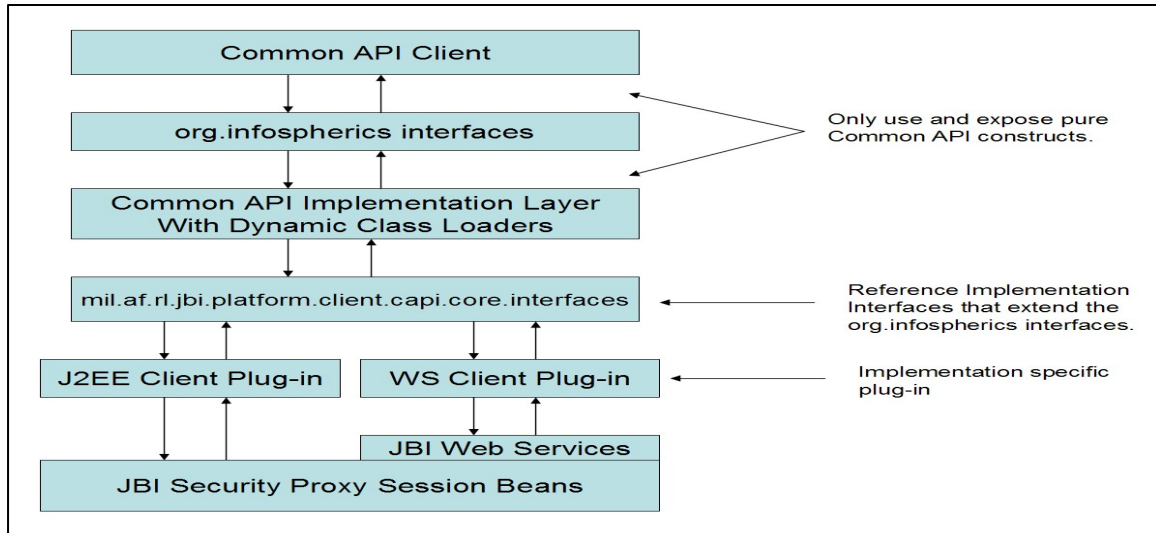 Common API Client
org.infospherics interfaces
Only use and expose pure
Common API constructs.
Common API Implementation Layer
With Dynamic Class Loaders
mil.af.rl.jbi.platform.client.capi.core.interfaces
Reference Implementation
Interfaces that extend the
org.infospherics interfaces.
J2EE Client Plug-in
WS Client Plug-in
Implementation specific
plug-in
JBI Web Services
JBI Security Proxy Session Beans